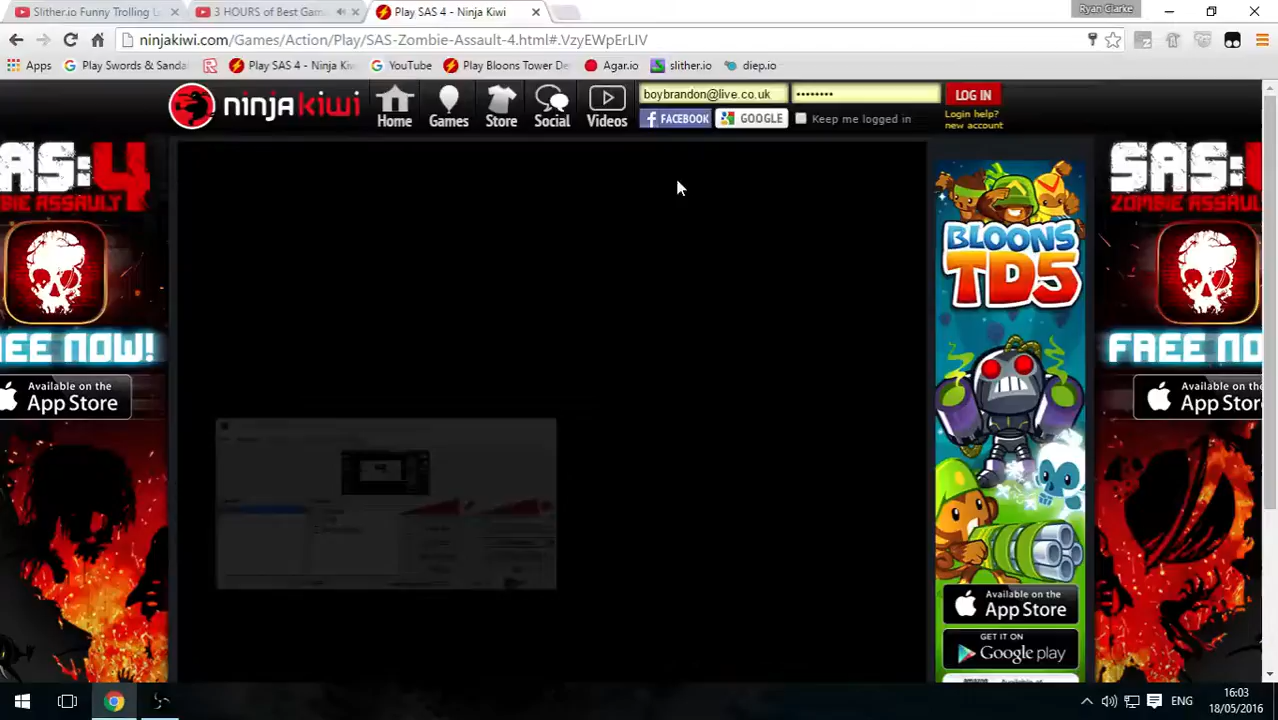 Slither.io Funny Trolling L
3 HOURS of Best Gam
Play SAS 4 - Ninja Kiwi
Ryan Clarke
ninjakiwi.com/Games/Action/Play/SAS-Zombie-Assault-4.html#.VzyEWpErLIV
Apps
Play Swords & Sanda
Play SAS 4 - Ninja Ki
YouTube
Play Bloons Tower De
Agar.io
slither.io
diep.io
ninjakiwi
Home
Games
Store
Social
Videos
boybrandon@live.co.uk
••••••••
LOG IN
FACEBOOK
GOOGLE
Keep me logged in
Login help?
new account
SAS:4
ZOMBIE ASSAULT
FREE NOW!
Available on the
App Store
BLOONS
TD5
Available on the
App Store
GET IT ON
Google play
Available at
SAS:4
ZOMBIE ASSAUL
FREE NO
Available on the
App Stor
ENG
16:03
18/05/2016